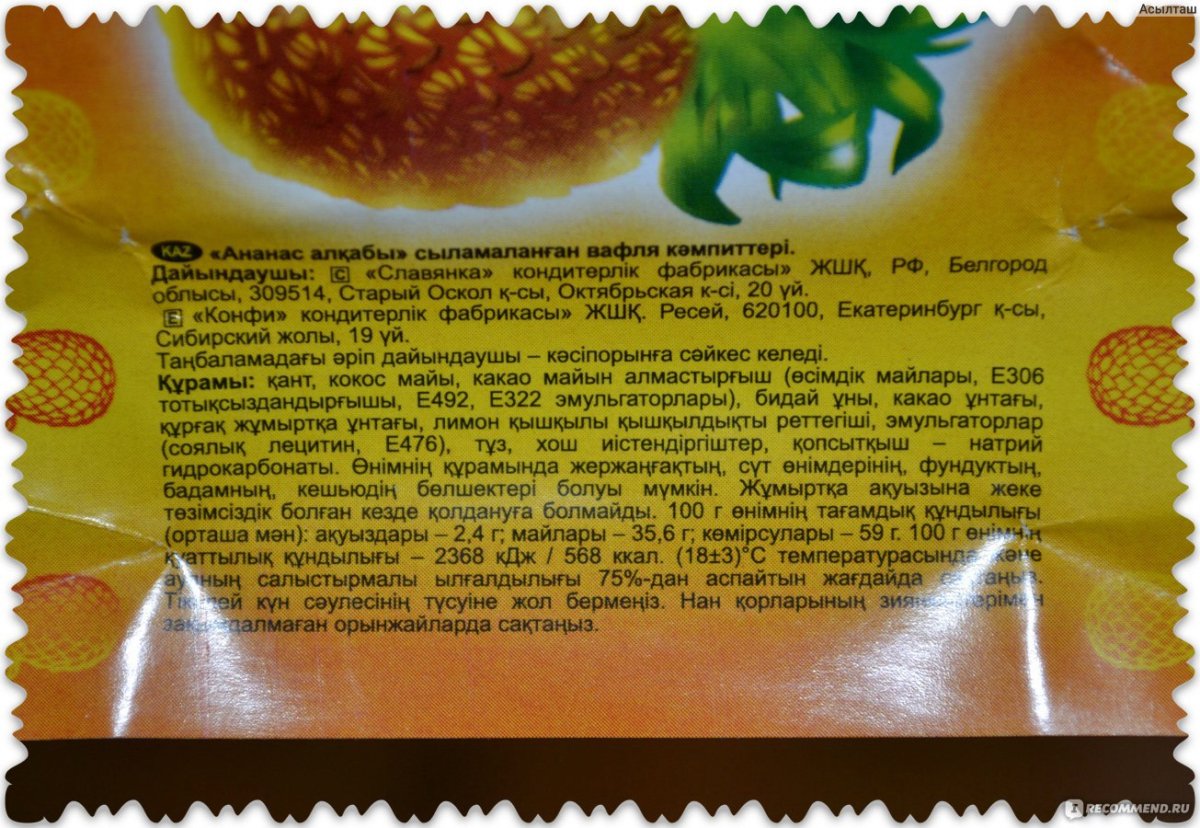 Асылташ
KAZ «Ананас алқабы» сыламаланған вафля кәмпиттері.
Дайындаушы: С «Славянка» кондитерлік фабрикасы» ЖШҚ, РФ, Белгород
облысы, 309514, Старый Оскол қ-сы, Октябрьская к-сі, 20 үй.
Е «Конфи» кондитерлік фабрикасы» ЖШҚ. Ресей, 620100, Екатеринбург қ-сы,
Сибирский жолы, 19 үй.
Таңбаламадағы әріп дайындаушы – кәсіпорынға сәйкес келеді.
Құрамы: қант, кокос майы, какао майын алмастырғыш (өсімдік майлары, Е306
тотықсыздандырғышы, Е492, Е322 эмульгаторлары), бидай ұны, какао ұнтағы,
құрғақ жұмыртқа ұнтағы, лимон қышқылы қышқылдықты реттегіші, эмульгаторлар
(соялық лецитин, Е476), тұз, хош иістендіргіштер, қопсытқыш – натрий
гидрокарбонаты. Өнімнің құрамында жержаңғақтың, сүт өнімдерінің, фундуктың,
бадамның, кешьюдің бөлшектері болуы мүмкін. Жұмыртқа ақуызына жеке
төзімсіздік болған кезде қолдануға болмайды. 100 г өнімнің тағамдық құндылығы
(орташа мән): ақуыздары – 2,4 г; майлары – 35,6 г; көмірсулары – 59 г. 100 г өнімнің
қуаттылық құндылығы – 2368 кДж / 568 ккал. (18±3)°С температурасында және
ауаның салыстырмалы ылғалдылығы 75%-дан аспайтын жағдайда сақтаңыз.
Тікелей күн сәулесінің түсуіне жол бермеңіз. Нан қорларының
орынжайларда сақтаңыз.
IRECOMMEND.RU